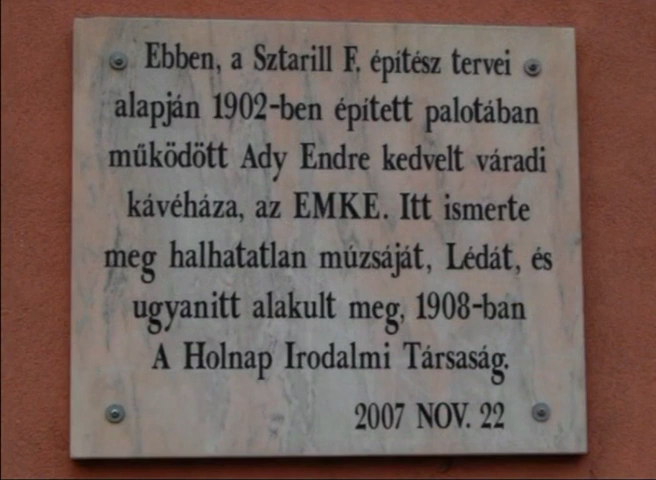 Ebben, a Sztarill F. építész tervei
alapján 1902-ben épített palotában
működött Ady Endre kedvelt váradi
kávéháza, az EMKE. Itt ismerte
meg halhatatlan múzsáját, Lédát, és
ugyanitt alakult meg, 1908-ban
A Holnap Irodalmi Társaság.
2007 NOV. 22